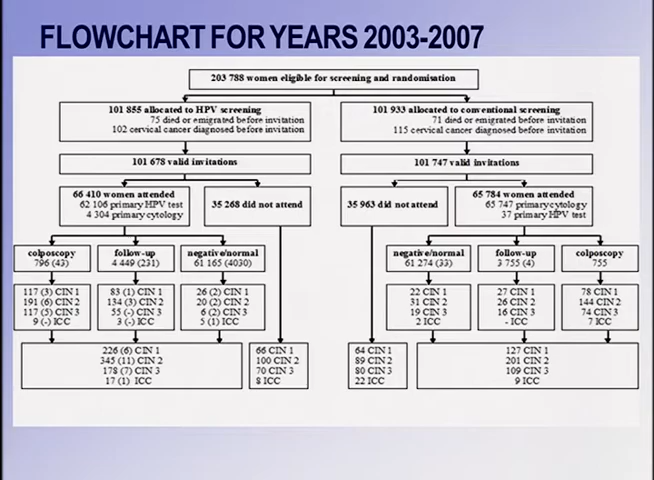 FLOWCHART FOR YEARS 2003-2007
203 788 women eligible for screening and randomisation
101 855 allocated to HPV screening
75 died or emigrated before invitation
102 cervical cancer diagnosed before invitation
101 933 allocated to conventional screening
71 died or emigrated before invitation
115 cervical cancer diagnosed before invitation
101 678 valid invitations
101 747 valid invitations
66 410 women attended
62 106 primary HPV test
4 304 primary cytology
35 268 did not attend
35 963 did not attend
65 784 women attended
65 747 primary cytology
37 primary HPV test
colposcopy
796 (43)
follow-up
4 449 (231)
negative/normal
61 165 (4030)
negative/normal
61 274 (33)
follow-up
3 755 (4)
colposcopy
755
117 (3) CIN 1
191 (6) CIN 2
117 (5) CIN 3
9 (-) ICC
83 (1) CIN 1
134 (3) CIN 2
55 (-) CIN 3
3 (-) ICC
26 (2) CIN 1
20 (2) CIN 2
6 (2) CIN 3
5 (1) ICC
22 CIN 1
31 CIN 2
19 CIN 3
2 ICC
27 CIN 1
26 CIN 2
16 CIN 3
- ICC
78 CIN 1
144 CIN 2
74 CIN 3
7 ICC
226 (6) CIN 1
345 (11) CIN 2
178 (7) CIN 3
17 (1) ICC
66 CIN 1
100 CIN 2
70 CIN 3
8 ICC
64 CIN 1
89 CIN 2
80 CIN 3
22 ICC
127 CIN 1
201 CIN 2
109 CIN 3
9 ICC